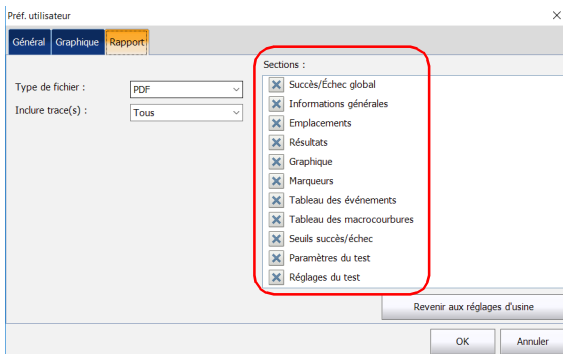 Préf. utilisateur
Général Graphique Rapport
Sections :
Type de fichier : PDF
Inclure trace(s) : Tous
Succès/Échec global
Informations générales
Emplacements
Résultats
Graphique
Marqueurs
Tableau des événements
Tableau des macrocourbures
Seuils succès/échec
Paramètres du test
Réglages du test
Revenir aux réglages d'usine
OK Annuler